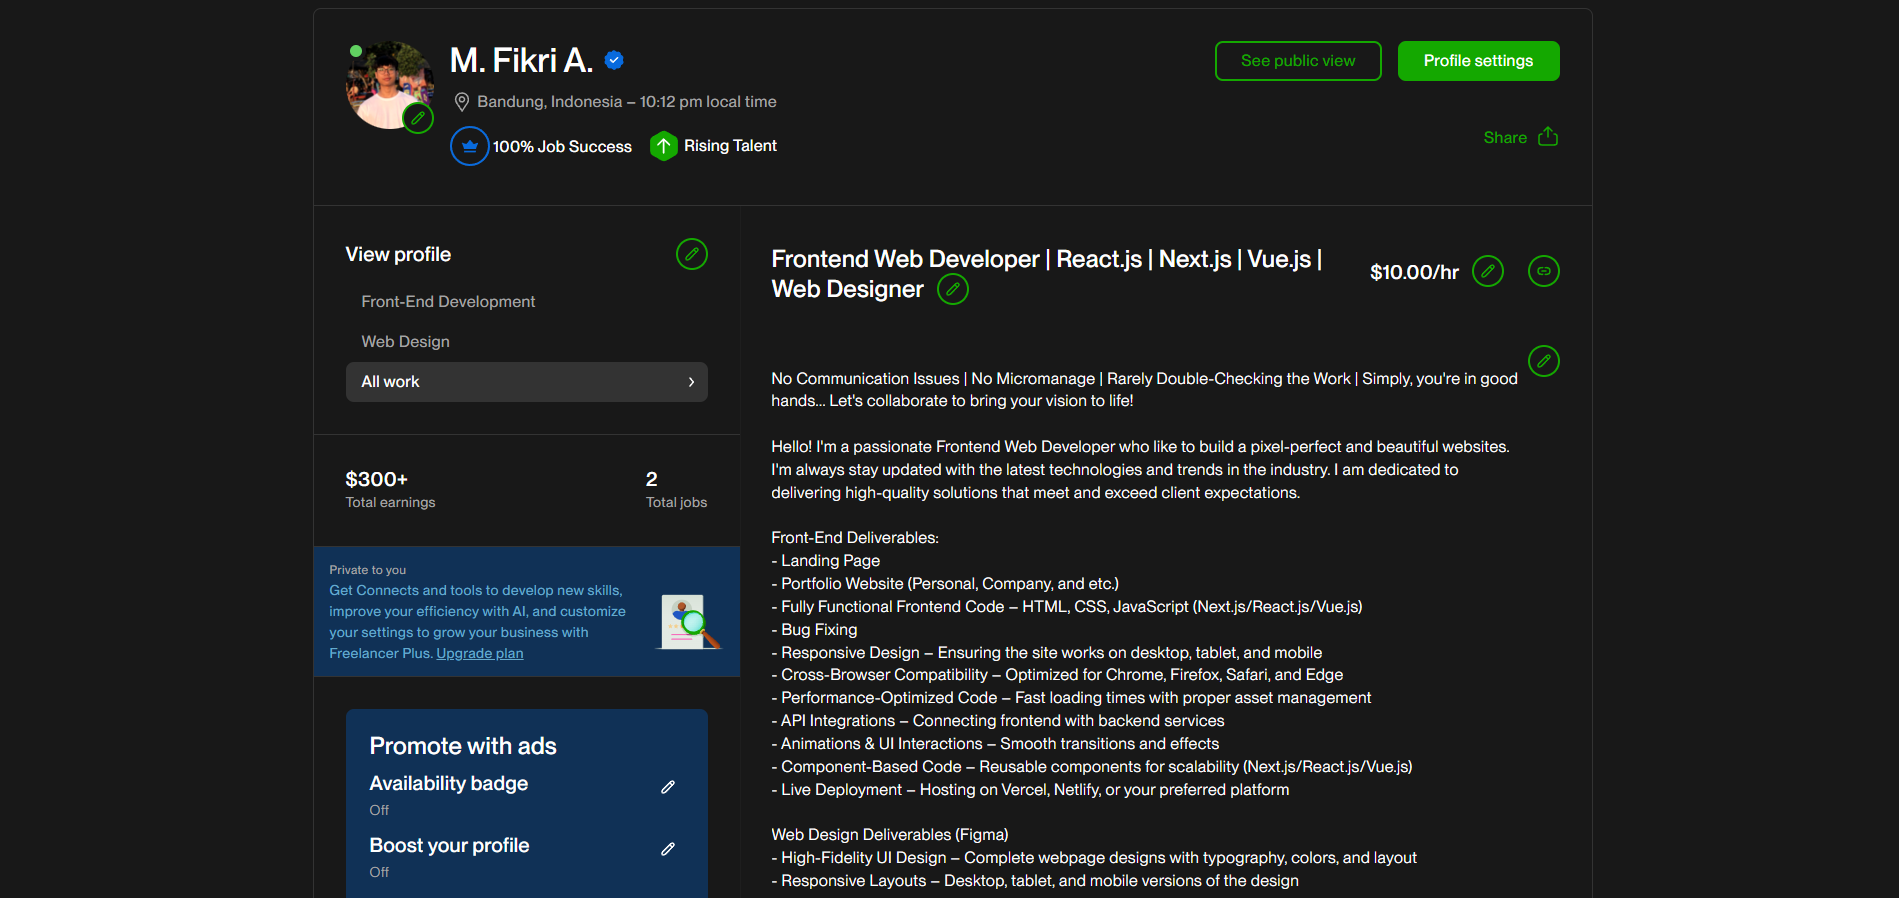 M. Fikri A.
Bandung, Indonesia – 10:12 pm local time
100% Job Success
Rising Talent
See public view
Profile settings
Share
View profile
Front-End Development
Web Design
All work
$300+
Total earnings
2
Total jobs
Private to you
Get Connects and tools to develop new skills,
improve your efficiency with AI, and customize
your settings to grow your business with
Freelancer Plus. Upgrade plan
Promote with ads
Availability badge
Off
Boost your profile
Off
Frontend Web Developer | React.js | Next.js | Vue.js |
Web Designer
$10.00/hr
No Communication Issues | No Micromanage | Rarely Double-Checking the Work | Simply, you're in good
hands... Let's collaborate to bring your vision to life!
Hello! I'm a passionate Frontend Web Developer who like to build a pixel-perfect and beautiful websites.
I'm always stay updated with the latest technologies and trends in the industry. I am dedicated to
delivering high-quality solutions that meet and exceed client expectations.
Front-End Deliverables:
- Landing Page
- Portfolio Website (Personal, Company, and etc.)
- Fully Functional Frontend Code – HTML, CSS, JavaScript (Next.js/React.js/Vue.js)
- Bug Fixing
- Responsive Design – Ensuring the site works on desktop, tablet, and mobile
- Cross-Browser Compatibility – Optimized for Chrome, Firefox, Safari, and Edge
- Performance-Optimized Code – Fast loading times with proper asset management
- API Integrations – Connecting frontend with backend services
- Animations & UI Interactions – Smooth transitions and effects
- Component-Based Code – Reusable components for scalability (Next.js/React.js/Vue.js)
- Live Deployment – Hosting on Vercel, Netlify, or your preferred platform
Web Design Deliverables (Figma)
- High-Fidelity UI Design – Complete webpage designs with typography, colors, and layout
- Responsive Layouts – Desktop, tablet, and mobile versions of the design